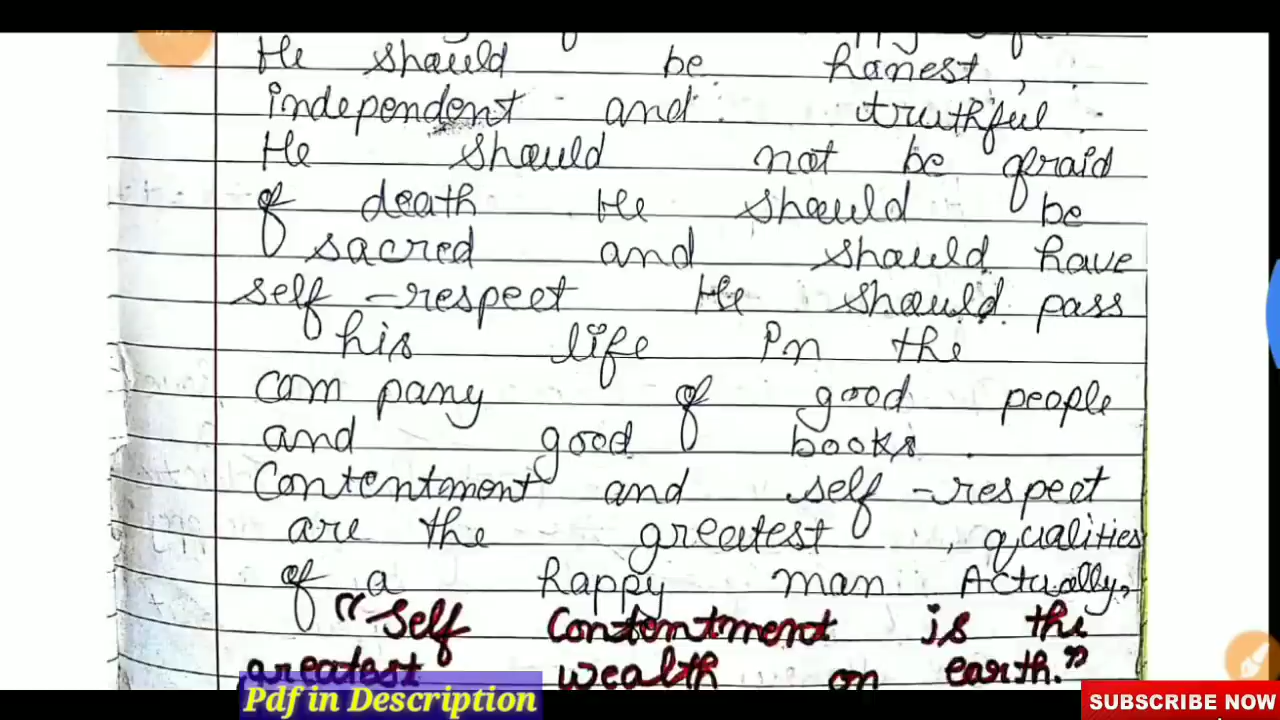 He should be honest,
independent and truthful.
He should not be afraid
of death He should be
sacred and should have
self-respect He should pass
his life in the
company of good people
and good books.
Contentment and self-respect
are the greatest, qualities
of a happy man Actually,
"Self Contentment is the
greatest wealth on earth."
Pdf in Description
SUBSCRIBE NOW